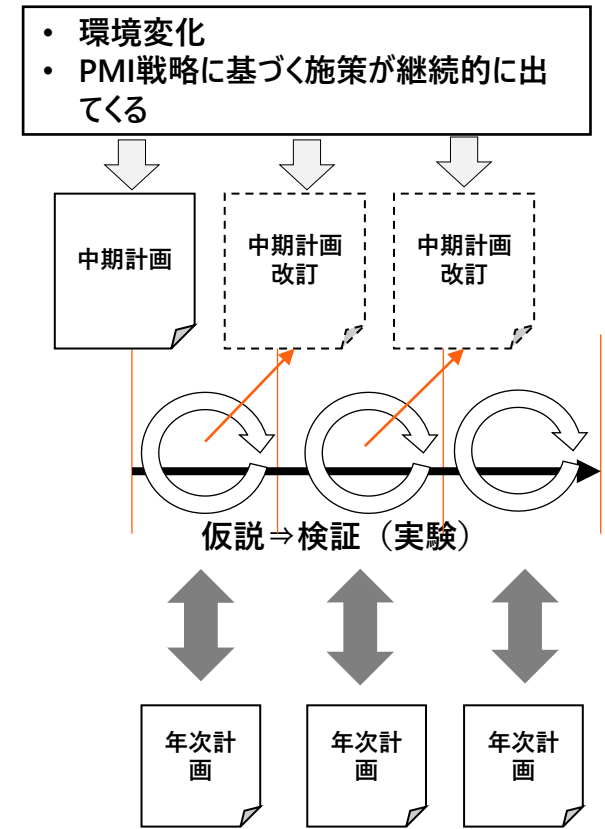 • 環境変化
• PMI戦略に基づく施策が継続的に出
てくる
中期計画
中期計画
改訂
中期計画
改訂
仮説⇒検証（実験）
年次計
画
年次計
画
年次計
画